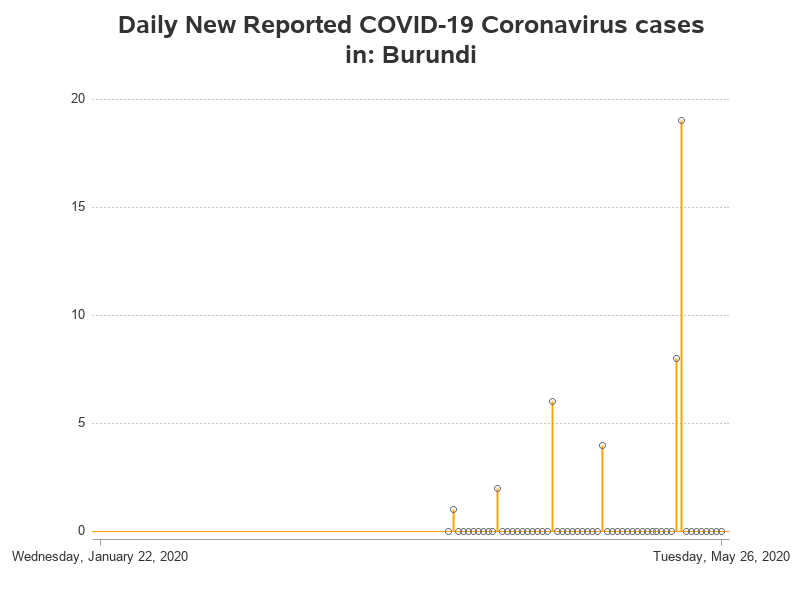 Daily New Reported COVID-19 Coronavirus cases
in: Burundi
20
15
10
5
0
Wednesday, January 22, 2020
Tuesday, May 26, 2020